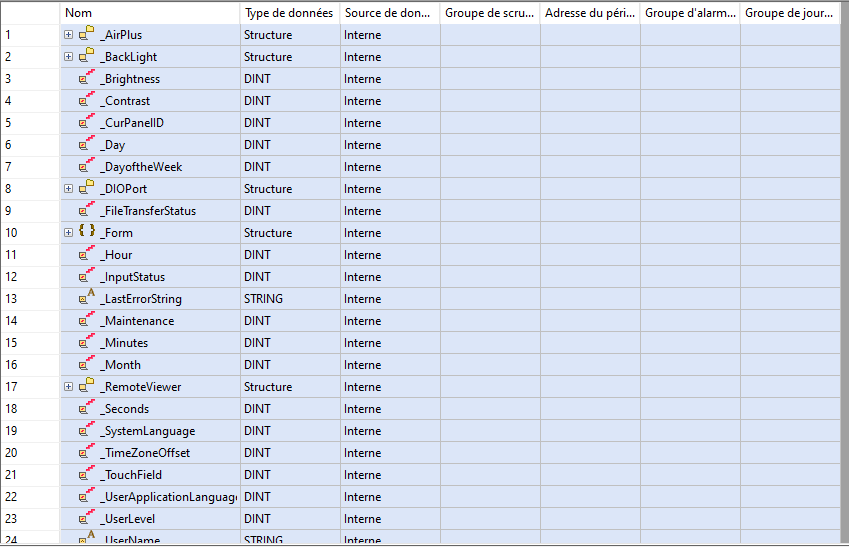 Nom Type de données Source de don... Groupe de scru... Adresse du péri... Groupe d'alarm... Groupe de jour...
1 _AirPlus Structure Interne
2 _BackLight Structure Interne
3 _Brightness DINT Interne
4 _Contrast DINT Interne
5 _CurPanelID DINT Interne
6 _Day DINT Interne
7 _DayoftheWeek DINT Interne
8 _DIOPort Structure Interne
9 _FileTransferStatus DINT Interne
10 {} _Form Structure Interne
11 _Hour DINT Interne
12 _InputStatus DINT Interne
13 A _LastErrorString STRING Interne
14 _Maintenance DINT Interne
15 _Minutes DINT Interne
16 _Month DINT Interne
17 _RemoteViewer Structure Interne
18 _Seconds DINT Interne
19 _SystemLanguage DINT Interne
20 _TimeZoneOffset DINT Interne
21 _TouchField DINT Interne
22 _UserApplicationLanguage DINT Interne
23 _UserLevel DINT Interne
24 A _UserName STRING Interne